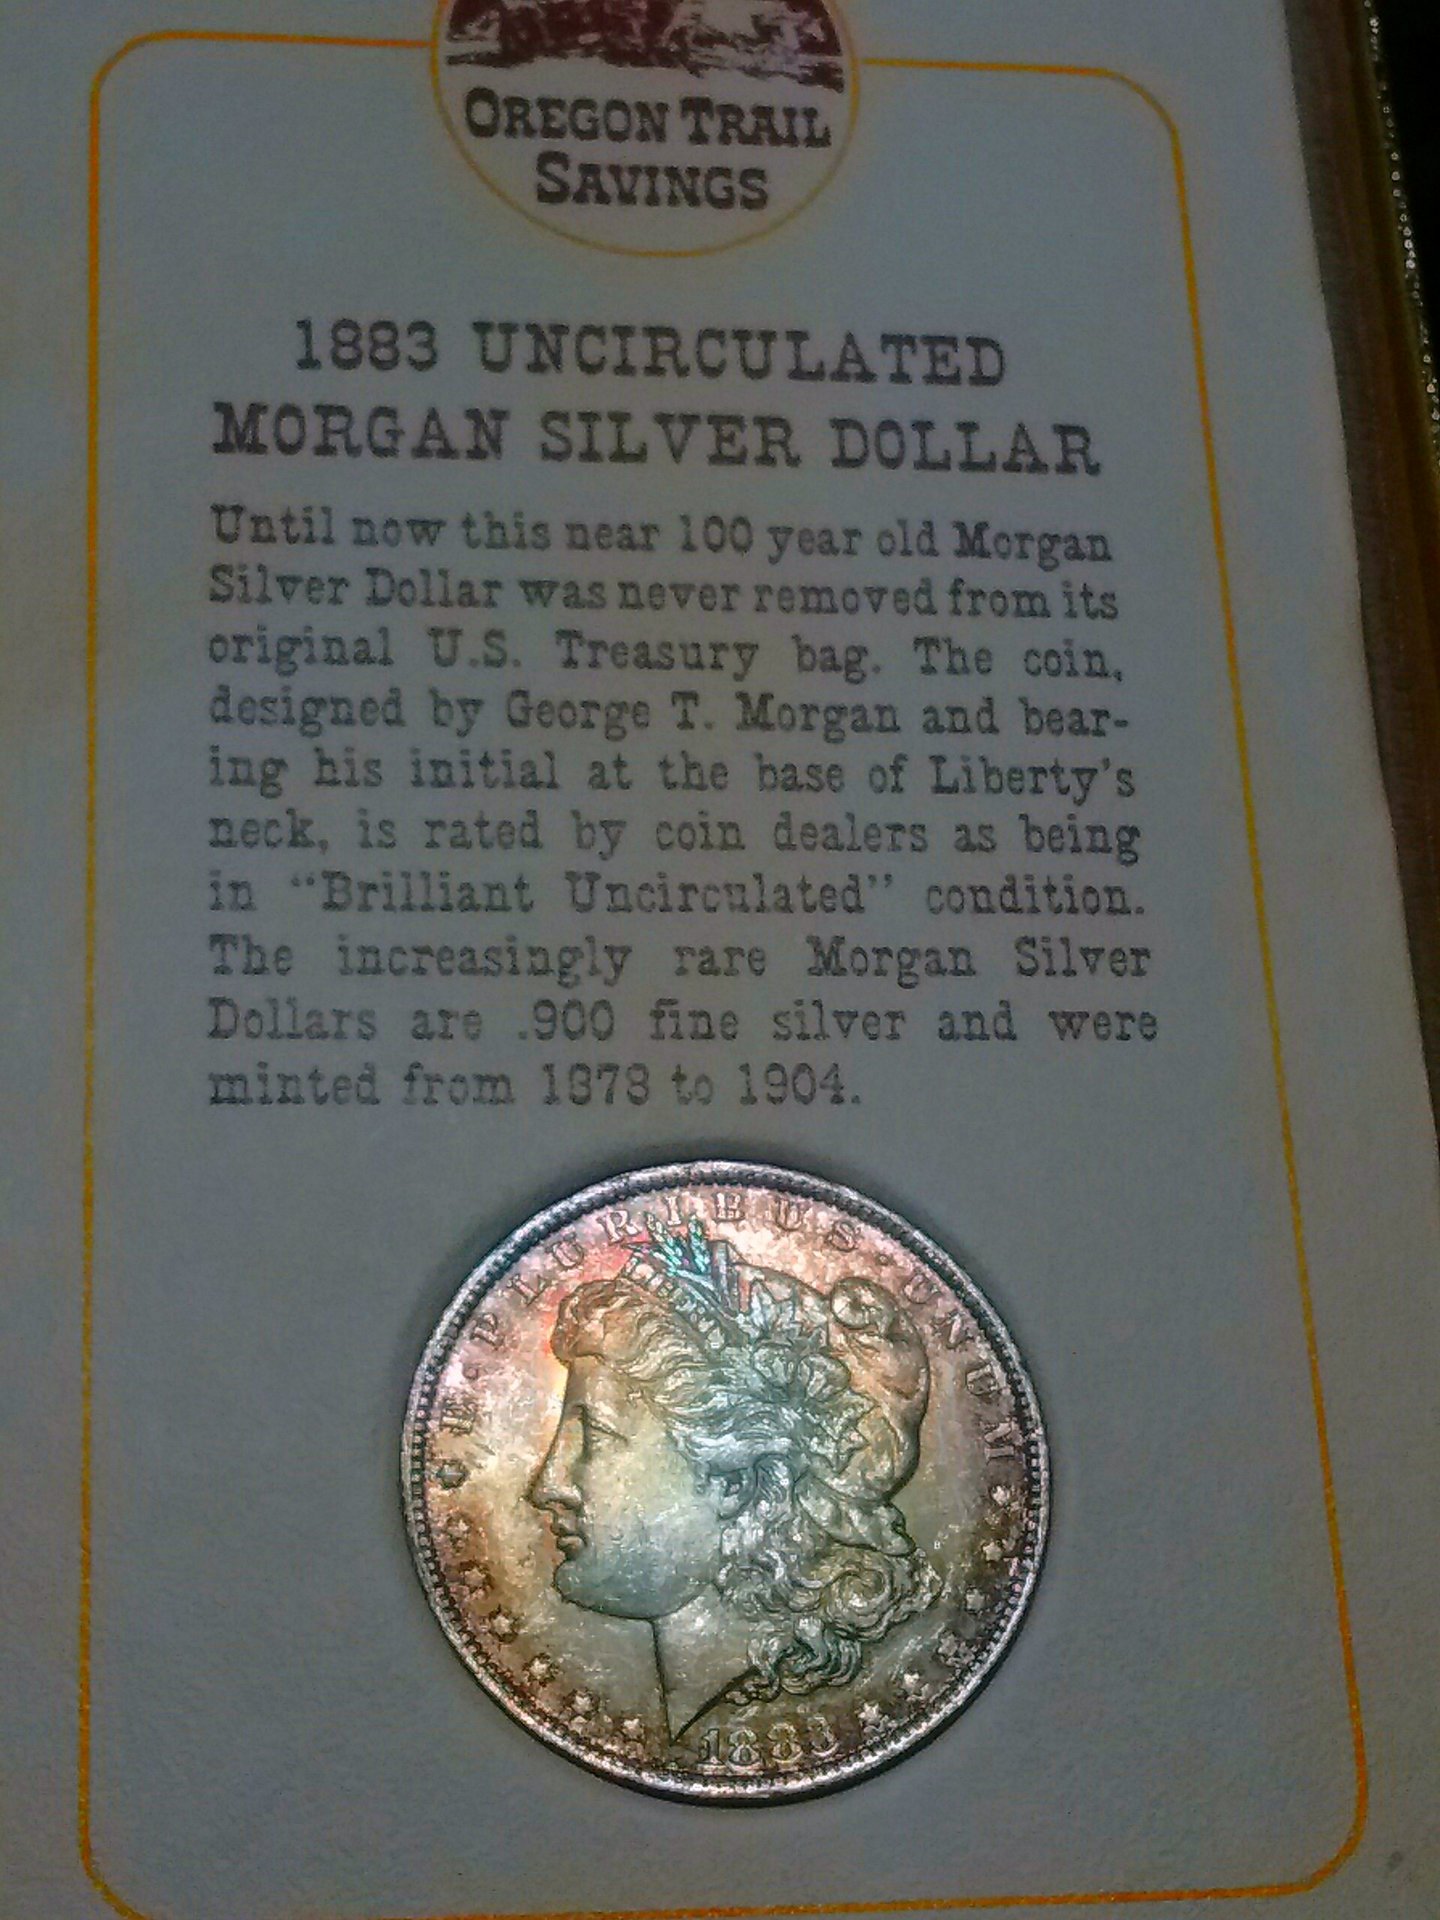 OREGON TRAIL
SAVINGS
1883 UNCIRCULATED
MORGAN SILVER DOLLAR
Until now this near 100 year old Morgan
Silver Dollar was never removed from its
original U.S. Treasury bag. The coin,
designed by George T. Morgan and bear-
ing his initial at the base of Liberty's
neck, is rated by coin dealers as being
in "Brilliant Uncirculated" condition.
The increasingly rare Morgan Silver
Dollars are .900 fine silver and were
minted from 1878 to 1904.
E·PLURIBUS·UNUM
1883